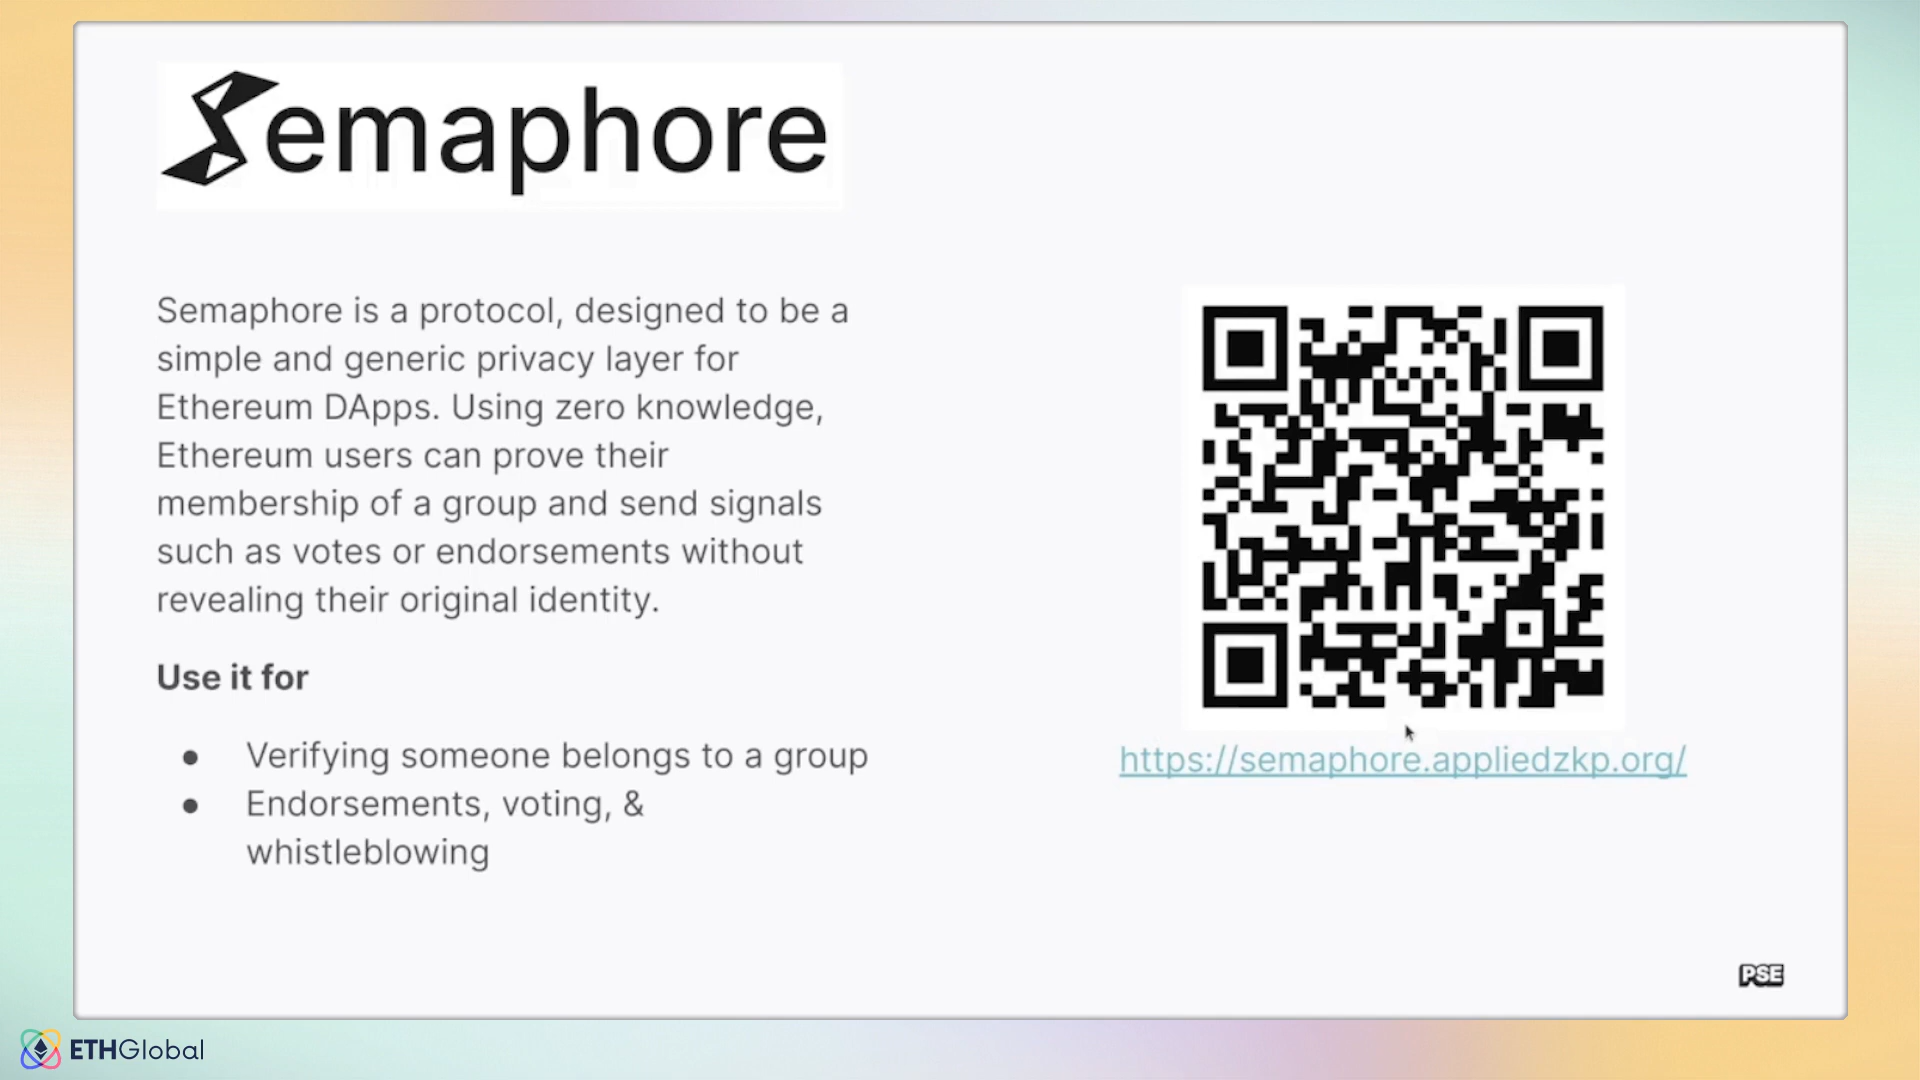 Semaphore
Semaphore is a protocol, designed to be a
simple and generic privacy layer for
Ethereum DApps. Using zero knowledge,
Ethereum users can prove their
membership of a group and send signals
such as votes or endorsements without
revealing their original identity.
Use it for
● Verifying someone belongs to a group
● Endorsements, voting, &
whistleblowing
https://semaphore.appliedzkp.org/
PSE
ETHGlobal